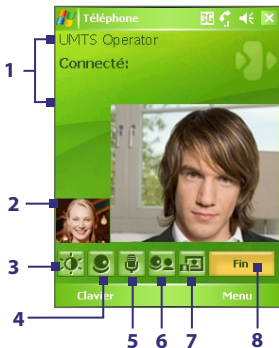 Téléphone 3G
UMTS Operator
Connecté:
1
2
3
Fin
Clavier Menu
4 5 6 7 8